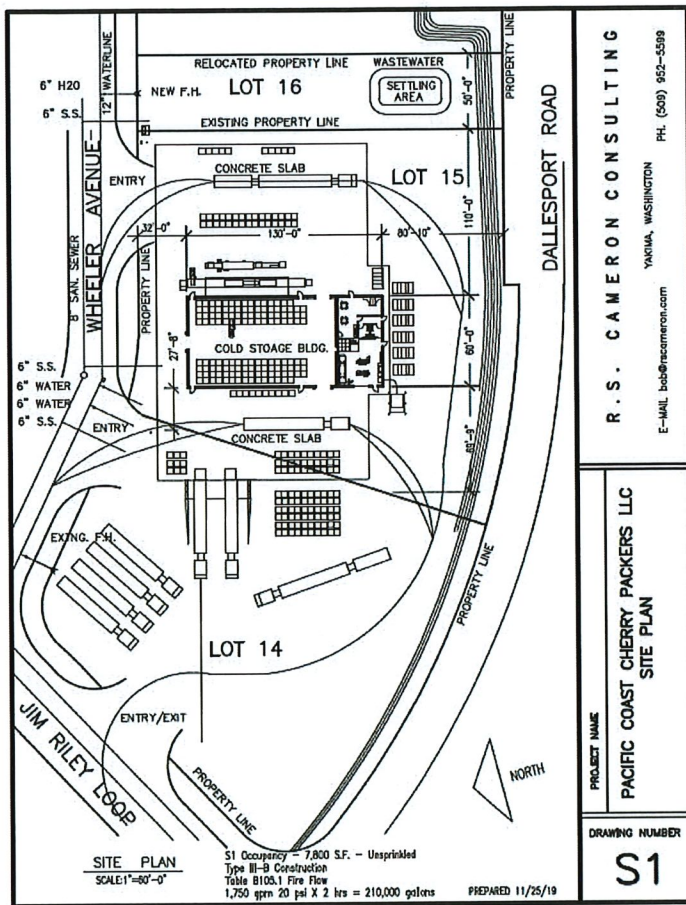 RELOCATED PROPERTY LINE
WASTEWATER
SETTLING
AREA
LOT 16
6" H2O
12" WATERLINE
NEW F.H.
6" S.S.
EXISTING PROPERTY LINE
50'-0"
PROPERTY LINE
DALLESPORT ROAD
CONCRETE SLAB
LOT 15
ENTRY
WHEELER AVENUE
8" SAN. SEWER
PROPERTY LINE
32'-0"
130'-0"
80'-10"
110'-0"
27'-8"
COLD STOAGE BLDG.
60'-0"
6" S.S.
6" WATER
6" WATER
6" S.S.
ENTRY
CONCRETE SLAB
EXING. F.H.
PROPERTY LINE
LOT 14
ENTRY/EXIT
JIM RILEY LOOP
PROPERTY LINE
NORTH
SITE PLAN
SCALE:1"=50'-0"
S1 Occupancy - 7,800 S.F. - Unsprinkled
Type III-B Construction
Table B105.1 Fire Flow
1,750 gpm 20 psi X 2 hrs = 210,000 gallons
PREPARED 11/25/19
R.S. CAMERON CONSULTING
E-MAIL bob@rscameron.com
YAKIMA, WASHINGTON
PH. (509) 952-5599
PROJECT NAME
PACIFIC COAST CHERRY PACKERS LLC
SITE PLAN
DRAWING NUMBER
S1